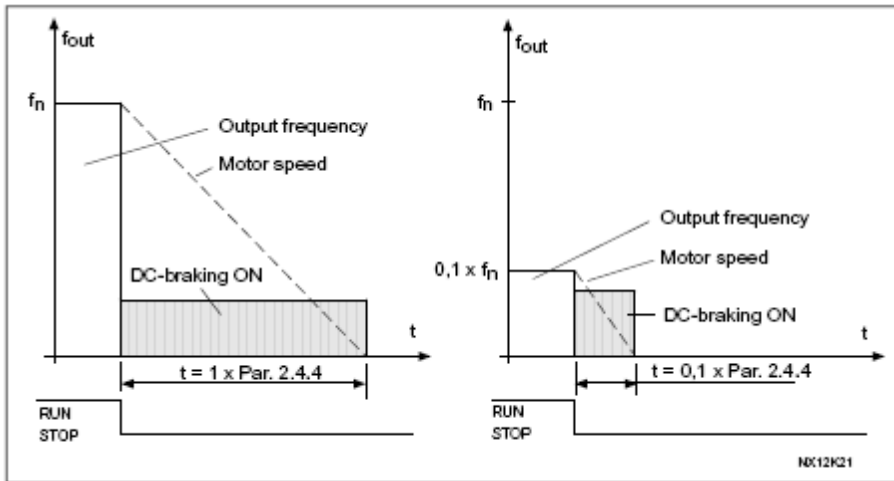 fout
fn
Output frequency
Motor speed
DC-braking ON
t
t = 1 x Par. 2.4.4
RUN
STOP
fout
fn
Output frequency
Motor speed
0,1 x fn
DC-braking ON
t
t = 0,1 x Par. 2.4.4
RUN
STOP
NX12K21